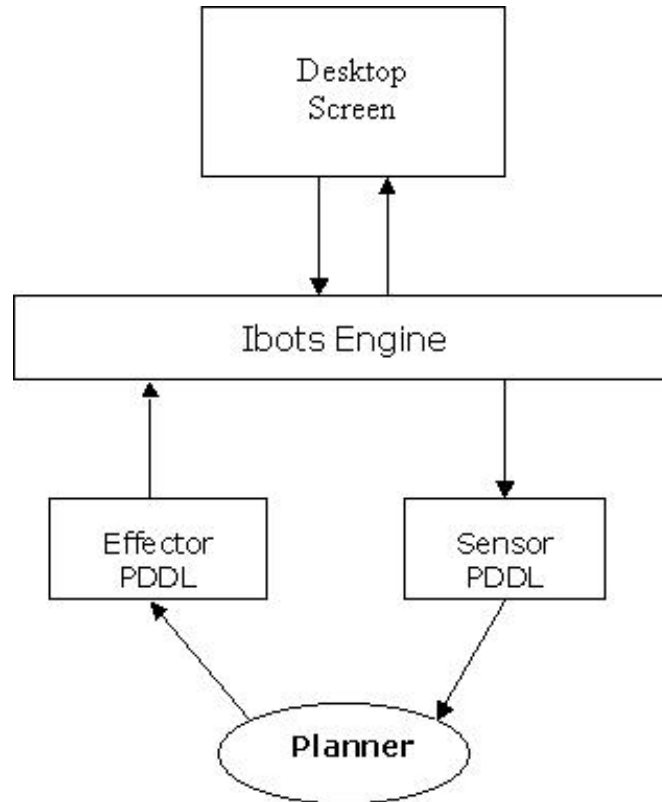 Desktop
Screen
Ibots Engine
Effector
PDDL
Sensor
PDDL
Planner